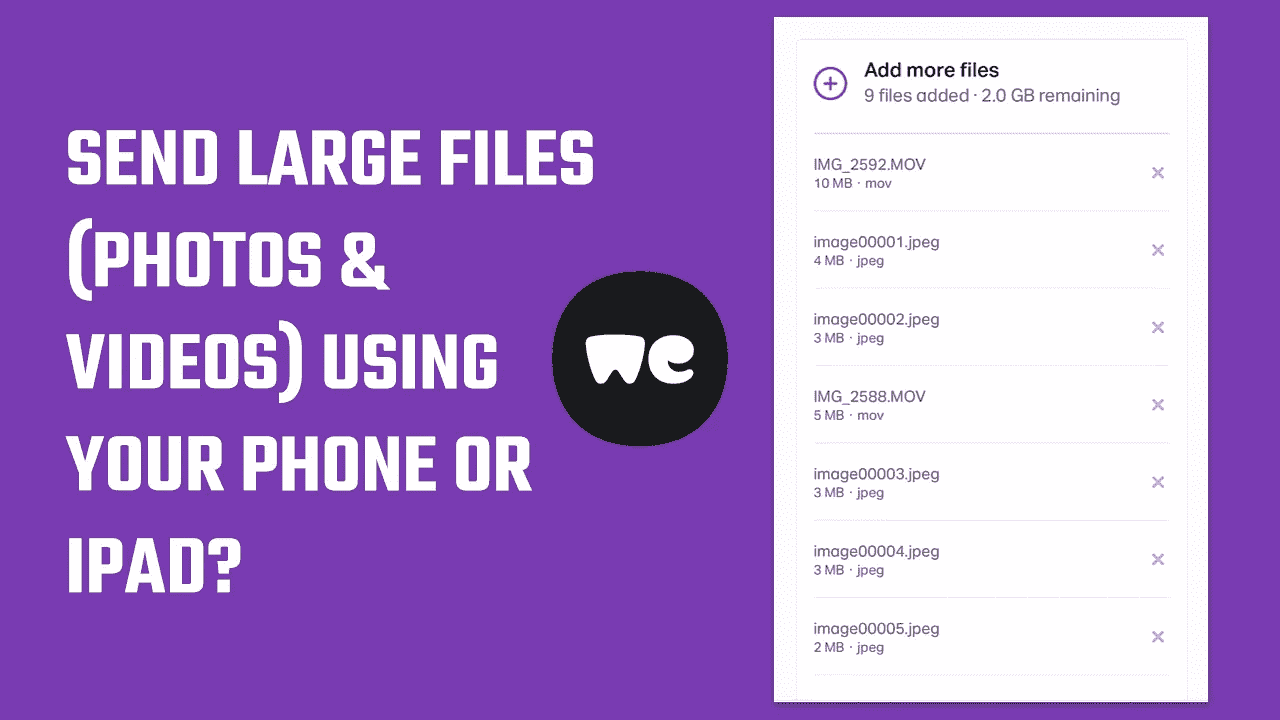 SEND LARGE FILES
(PHOTOS &
VIDEOS) USING
YOUR PHONE OR
IPAD?
we
Add more files
9 files added · 2.0 GB remaining
IMG_2592.MOV
10 MB · mov
image00001.jpeg
4 MB · jpeg
image00002.jpeg
3 MB · jpeg
IMG_2588.MOV
5 MB · mov
image00003.jpeg
3 MB · jpeg
image00004.jpeg
3 MB · jpeg
image00005.jpeg
2 MB · jpeg